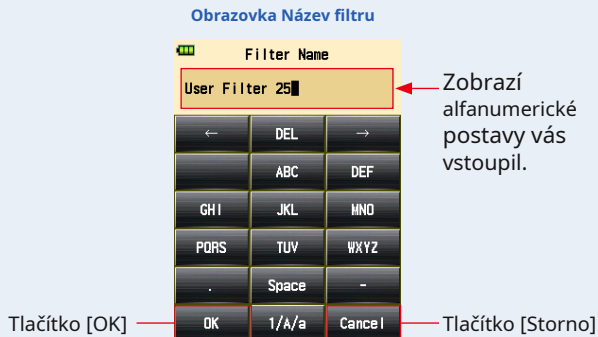 Obrazovka Název filtru
Filter Name
User Filter 25
Zobrazí
alfanumerické
postavy vás
vstoupil.
← DEL →
ABC DEF
GHI JKL MNO
PQRS TUV WXYZ
. Space -
Tlačítko [OK]
OK 1/A/a Cancel
Tlačítko [Storno]